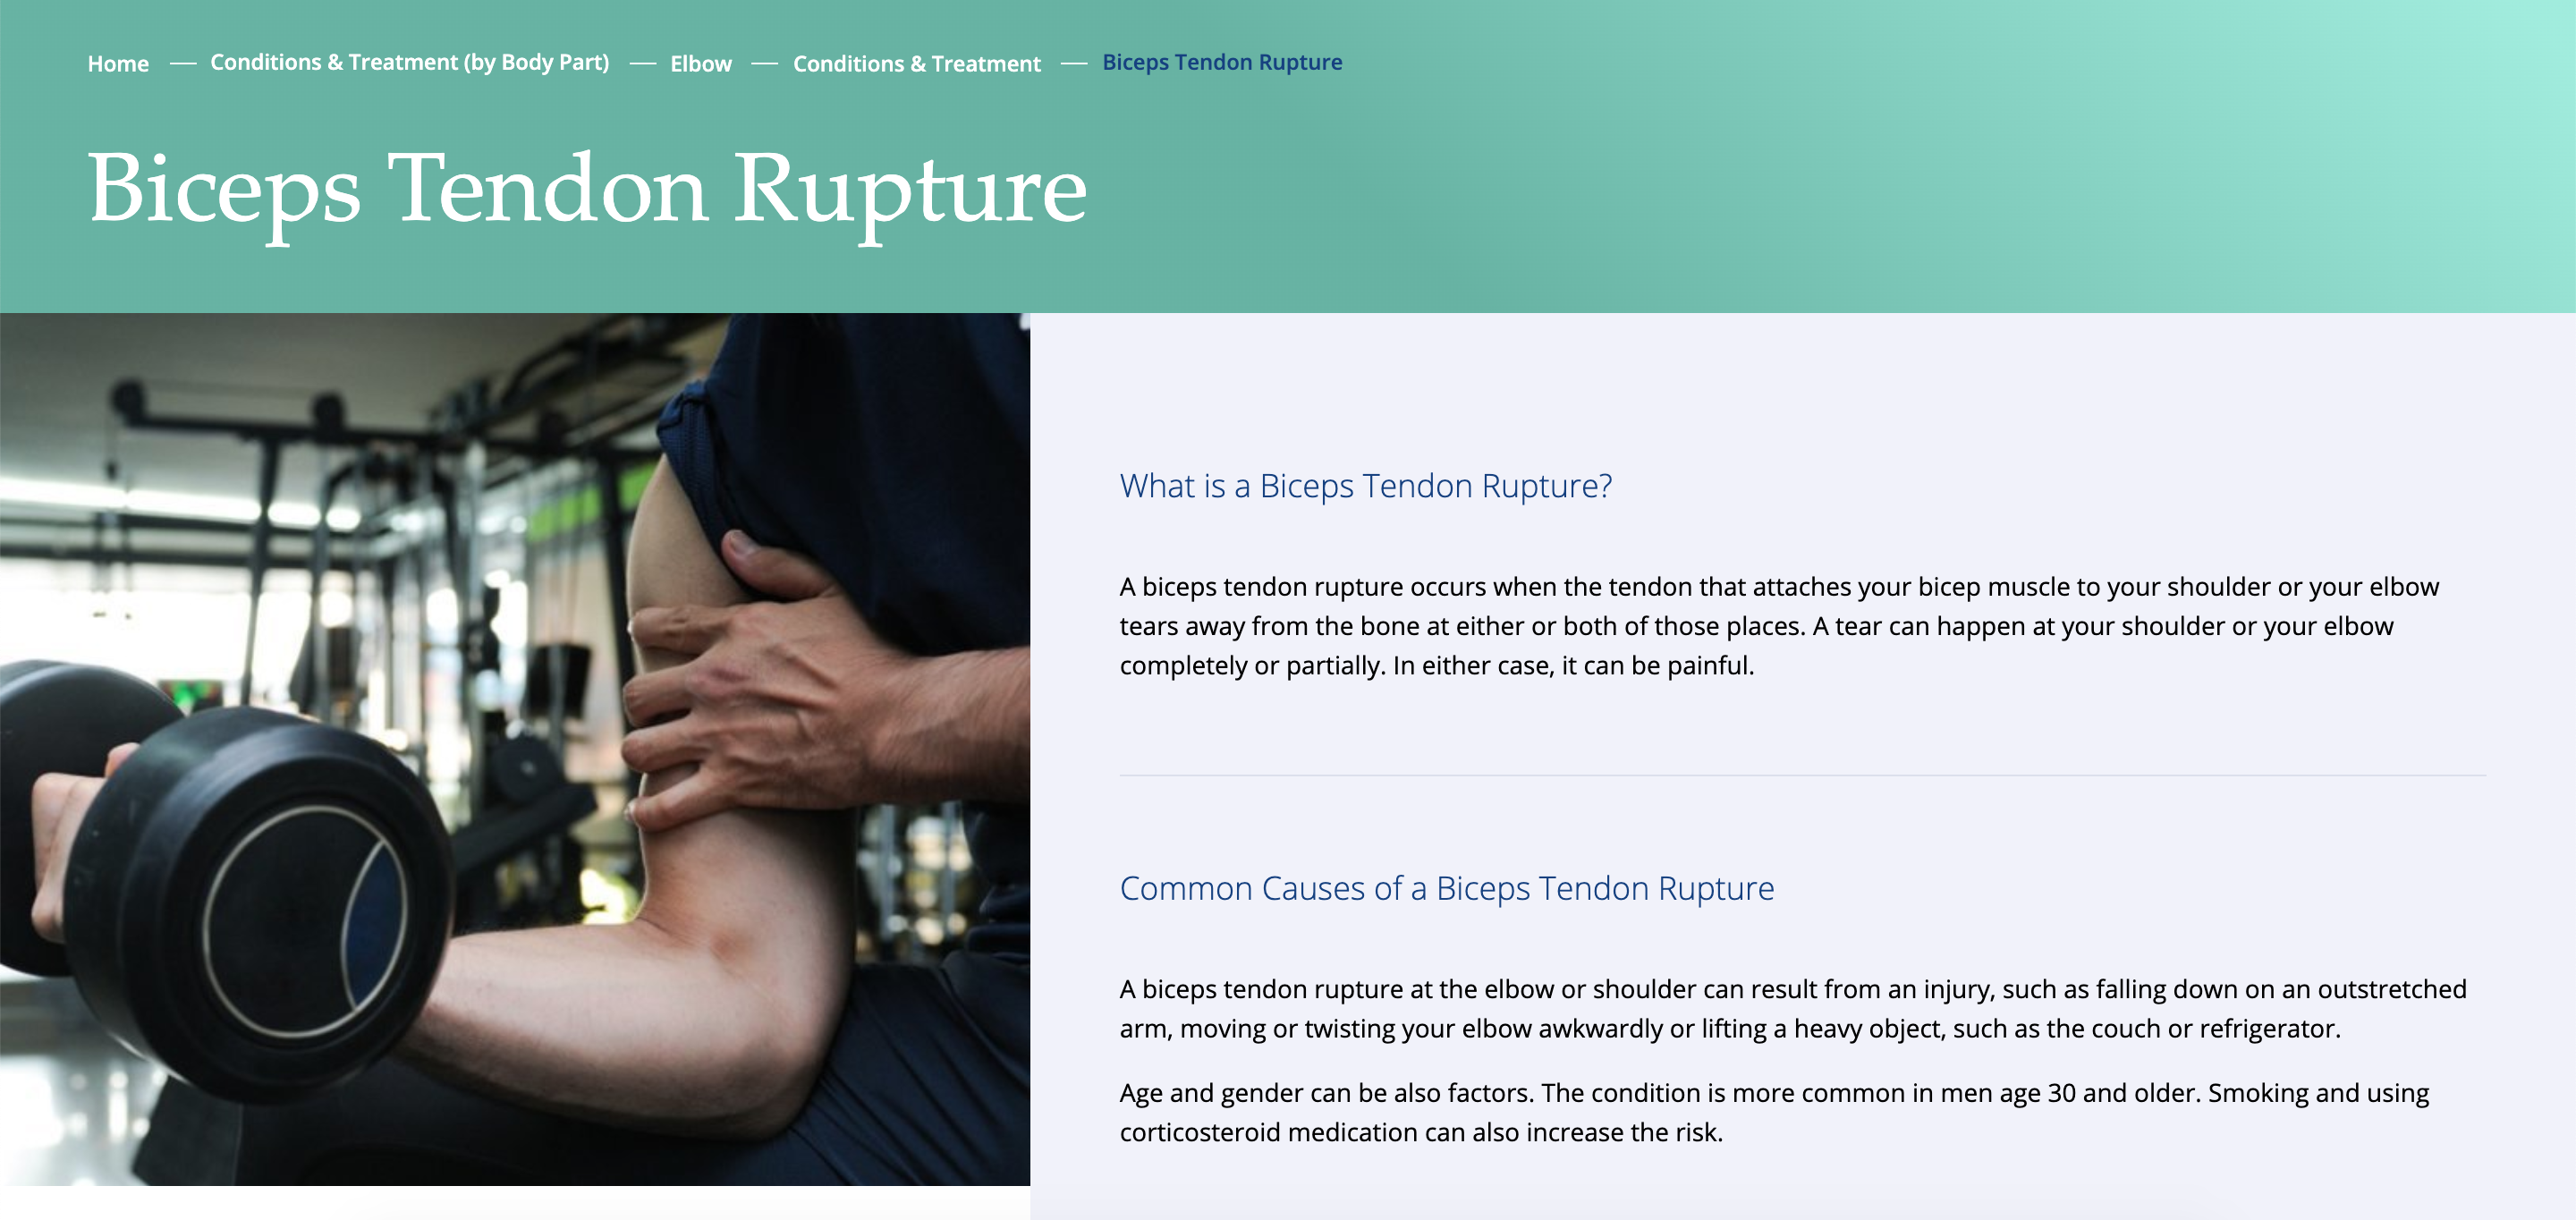 Home — Conditions & Treatment (by Body Part) — Elbow — Conditions & Treatment — Biceps Tendon Rupture
Biceps Tendon Rupture
What is a Biceps Tendon Rupture?
A biceps tendon rupture occurs when the tendon that attaches your bicep muscle to your shoulder or your elbow
tears away from the bone at either or both of those places. A tear can happen at your shoulder or your elbow
completely or partially. In either case, it can be painful.
Common Causes of a Biceps Tendon Rupture
A biceps tendon rupture at the elbow or shoulder can result from an injury, such as falling down on an outstretched
arm, moving or twisting your elbow awkwardly or lifting a heavy object, such as the couch or refrigerator.
Age and gender can be also factors. The condition is more common in men age 30 and older. Smoking and using
corticosteroid medication can also increase the risk.